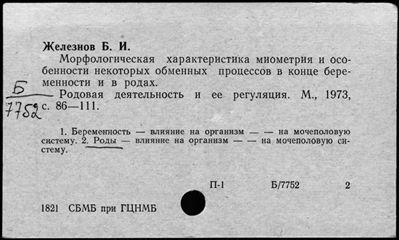 Железнов Б. И.
Морфологическая характеристика миометрия и осо-
бенности некоторых обменных процессов в конце бере-
менности и в родах.
Б
7752
Родовая деятельность и ее регуляция. М., 1973,
с. 86—111.
1. Беременность — влияние на организм — — на мочеполовую
систему. 2. Роды — влияние на организм — — на мочеполовую си-
стему.
П-1 Б/7752 2
1821 СБМБ при ГЦНМБ